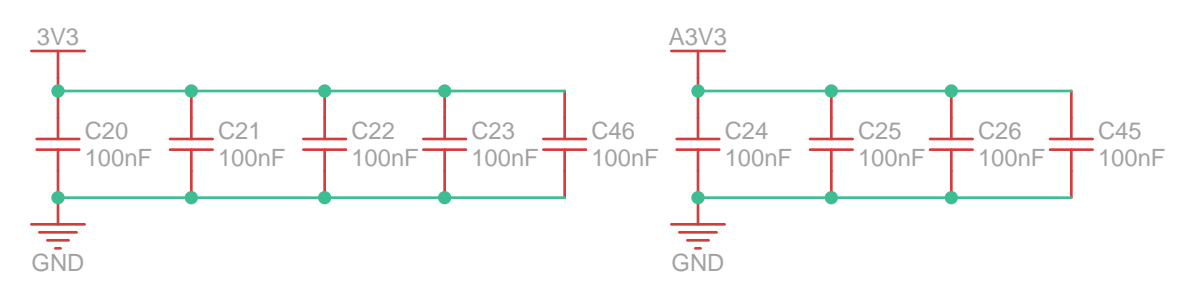 3V3
A3V3
C20
100nF
C21
100nF
C22
100nF
C23
100nF
C46
100nF
C24
100nF
C25
100nF
C26
100nF
C45
100nF
GND
GND